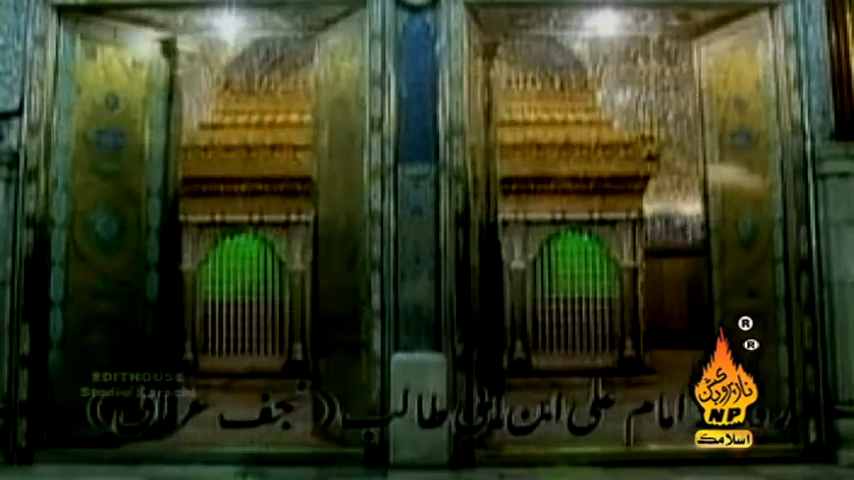 ®
®
EDITHOUSE
Studio Karachi
امام علی ابن ابی طالب (( نجف عراق ))
NP
اسلامک